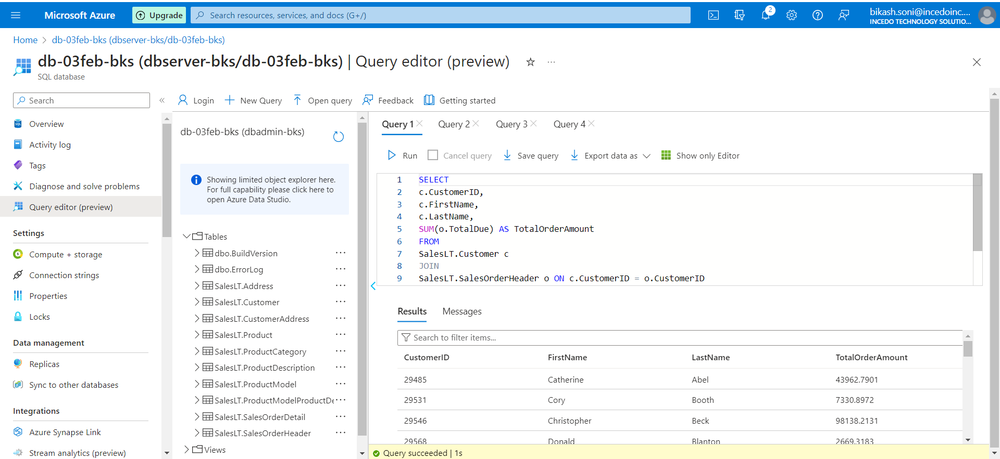 Microsoft Azure
Upgrade
Search resources, services, and docs (G+/)
2
bikash.soni@incedoinc....
INCEDO TECHNOLOGY SOLUTIO...
Home > db-03feb-bks (dbserver-bks/db-03feb-bks)
db-03feb-bks (dbserver-bks/db-03feb-bks) | Query editor (preview)
...
SQL database
Search
«
Overview
Activity log
Tags
Diagnose and solve problems
Query editor (preview)
Settings
Compute + storage
Connection strings
Properties
Locks
Data management
Replicas
Sync to other databases
Integrations
Azure Synapse Link
Stream analytics (preview)
Login
New Query
Open query
Feedback
Getting started
db-03feb-bks (dbadmin-bks)
Showing limited object explorer here.
For full capability please click here to
open Azure Data Studio.
Tables
dbo.BuildVersion ...
dbo.ErrorLog ...
SalesLT.Address ...
SalesLT.Customer ...
SalesLT.CustomerAddress ...
SalesLT.Product ...
SalesLT.ProductCategory ...
SalesLT.ProductDescription ...
SalesLT.ProductModel ...
SalesLT.ProductModelProductDe...
SalesLT.SalesOrderDetail ...
SalesLT.SalesOrderHeader ...
Views
Query 1 Query 2 Query 3 Query 4
Run Cancel query Save query Export data as Show only Editor
1 SELECT
2 c.CustomerID,
3 c.FirstName,
4 c.LastName,
5 SUM(o.TotalDue) AS TotalOrderAmount
6 FROM
7 SalesLT.Customer c
8 JOIN
9 SalesLT.SalesOrderHeader o ON c.CustomerID = o.CustomerID
Results Messages
Search to filter items...
CustomerID FirstName LastName TotalOrderAmount
29485 Catherine Abel 43962.7901
29531 Cory Booth 7330.8972
29546 Christopher Beck 98138.2131
29568 Donald Blanton 2669.3183
Query succeeded | 1s